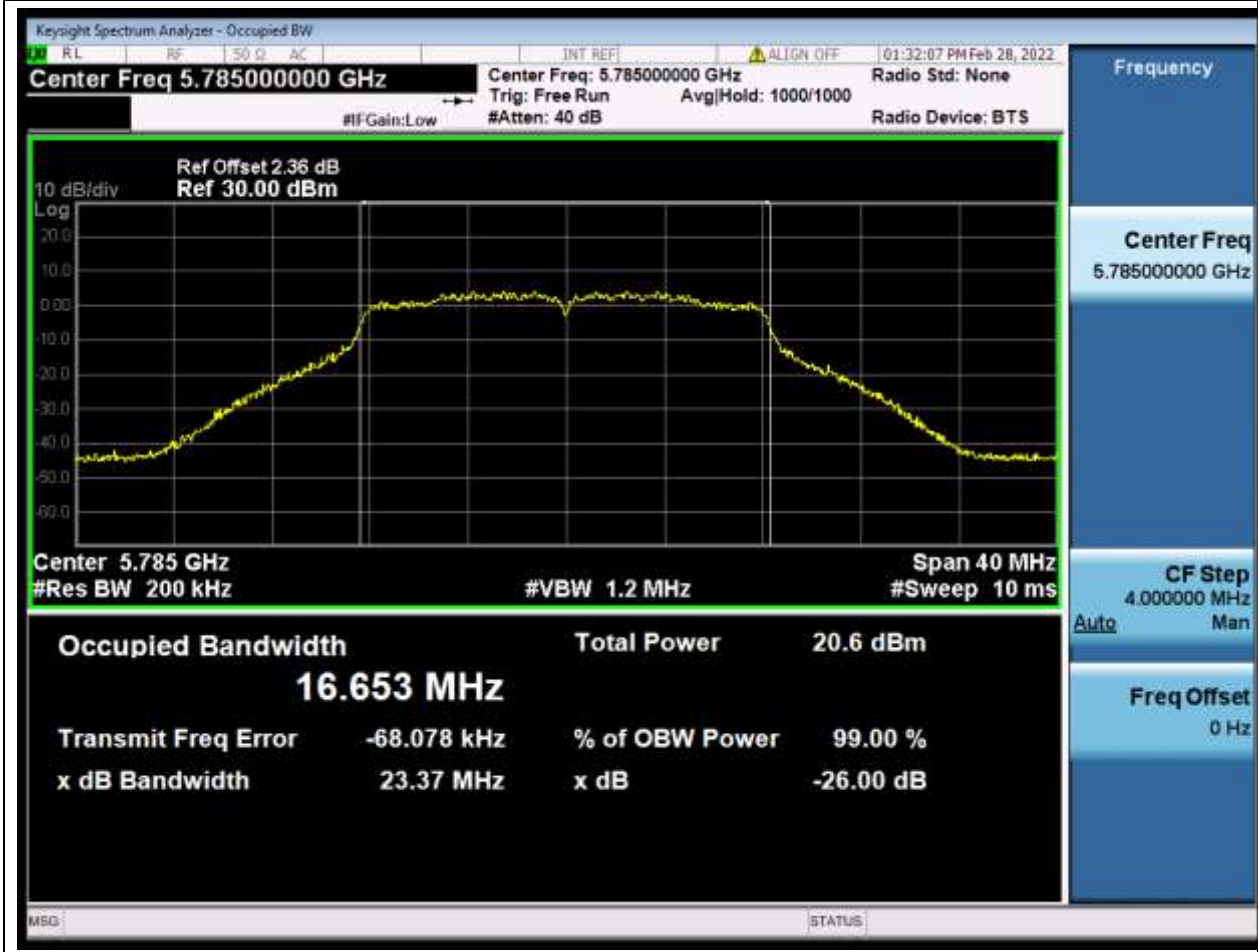 Keysight Spectrum Analyzer - Occupied BW
LXI RL RF 50 Ω AC INT REF ALIGN OFF 01:32:07 PM Feb 28, 2022
Center Freq 5.785000000 GHz
Center Freq: 5.785000000 GHz Radio Std: None
Trig: Free Run Avg|Hold: 1000/1000
#IFGain:Low #Atten: 40 dB Radio Device: BTS
Ref Offset 2.36 dB
10 dB/div Ref 30.00 dBm
Log
20.0
10.0
0.00
-10.0
-20.0
-30.0
-40.0
-50.0
-60.0
Center 5.785 GHz Span 40 MHz
#Res BW 200 kHz #VBW 1.2 MHz #Sweep 10 ms
Occupied Bandwidth Total Power 20.6 dBm
16.653 MHz
Transmit Freq Error -68.078 kHz % of OBW Power 99.00 %
x dB Bandwidth 23.37 MHz x dB -26.00 dB
MSG STATUS
Frequency
Center Freq
5.785000000 GHz
CF Step
4.000000 MHz
Auto Man
Freq Offset
0 Hz